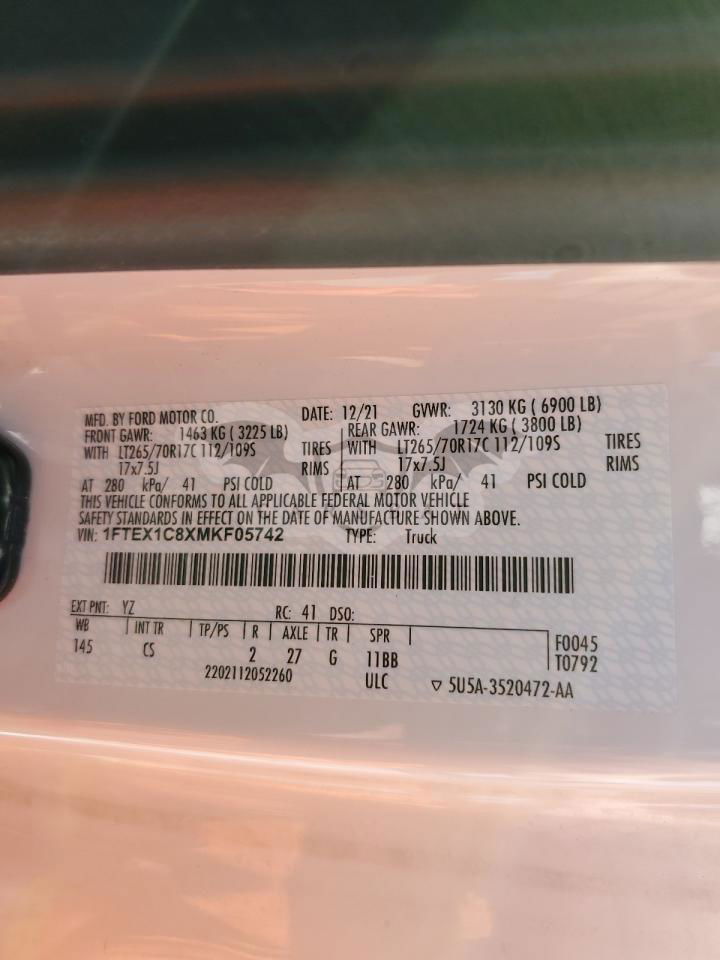 MFD. BY FORD MOTOR CO. DATE: 12/21 GVWR: 3130 KG ( 6900 LB)
FRONT GAWR: 1463 KG ( 3225 LB) REAR GAWR: 1724 KG ( 3800 LB)
WITH LT265/70R17C 112/109S TIRES WITH LT265/70R17C 112/109S TIRES
17x7.5J RIMS 17x7.5J RIMS
AT 280 kPa/ 41 PSI COLD AT 280 kPa/ 41 PSI COLD
THIS VEHICLE CONFORMS TO ALL APPLICABLE FEDERAL MOTOR VEHICLE
SAFETY STANDARDS IN EFFECT ON THE DATE OF MANUFACTURE SHOWN ABOVE.
VIN: 1FTEX1C8XMKF05742 TYPE: Truck
EXT PNT: YZ RC: 41 DSO:
WB INT TR TP/PS R AXLE TR SPR F0045
145 CS 2 27 G 11BB T0792
2202112052260 ULC ▽ 5U5A-3520472-AA